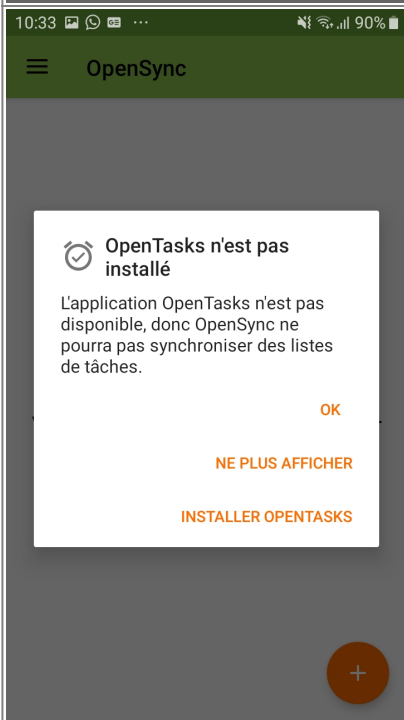 10:33 ... 90%
OpenSync
OpenTasks n'est pas
installé
L'application OpenTasks n'est pas
disponible, donc OpenSync ne
pourra pas synchroniser des listes
de tâches.
OK
NE PLUS AFFICHER
INSTALLER OPENTASKS